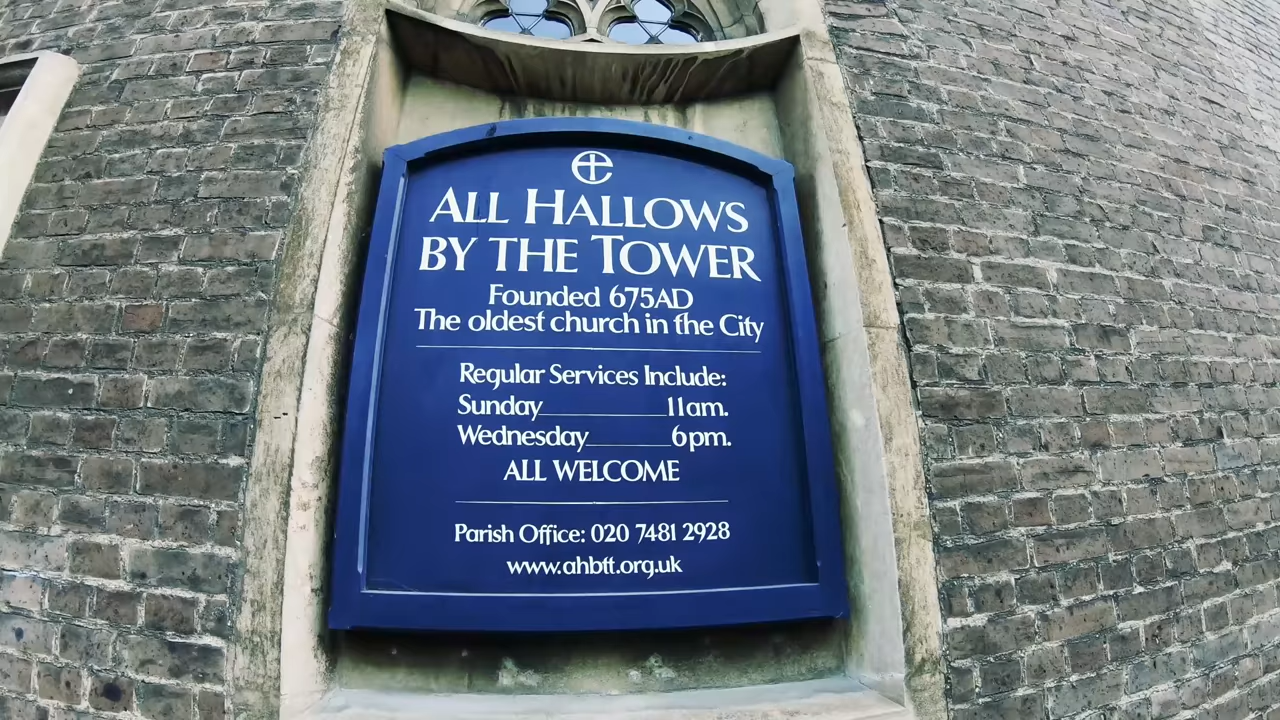 ALL HALLOWS
BY THE TOWER
Founded 675AD
The oldest church in the City
Regular Services Include:
Sunday 11am.
Wednesday 6pm.
ALL WELCOME
Parish Office: 020 7481 2928
www.ahbtt.org.uk